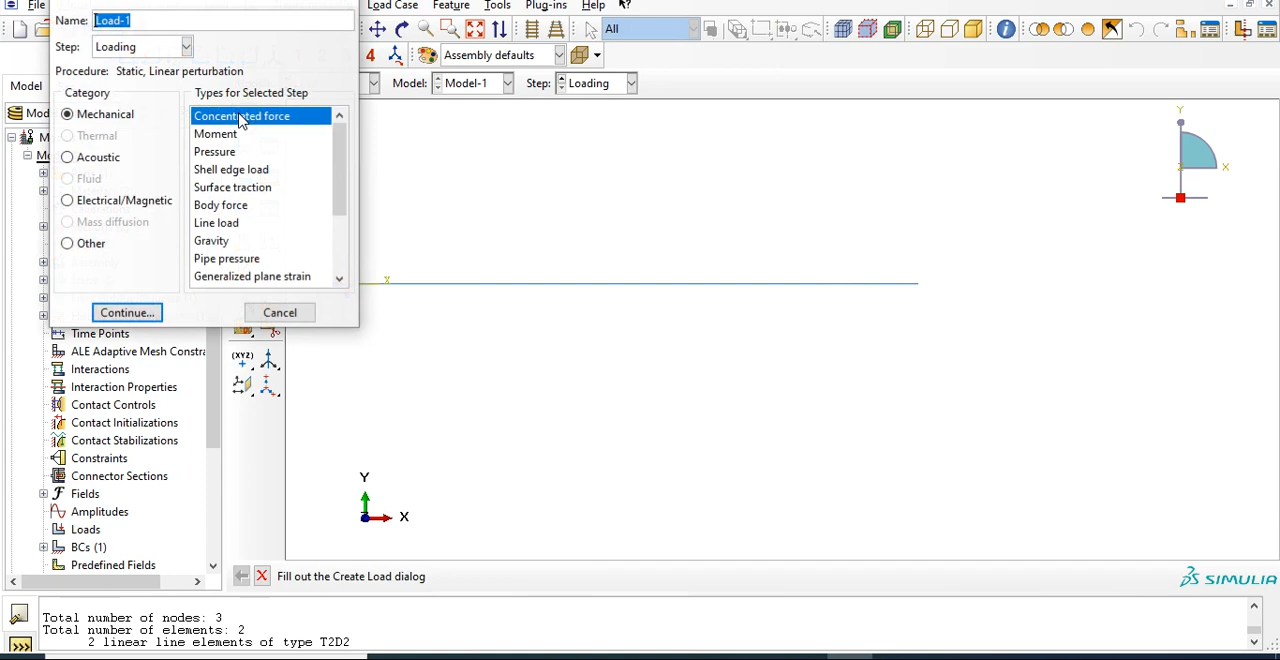 File
Load Case
Feature
Tools
Plug-ins
Help
Name: Load-1
All
Step: Loading
4
Assembly defaults
Procedure: Static, Linear perturbation
Model
Model: Model-1
Step: Loading
Category
Types for Selected Step
Mechanical
Thermal
Acoustic
Fluid
Electrical/Magnetic
Mass diffusion
Other
Concentrated force
Moment
Pressure
Shell edge load
Surface traction
Body force
Line load
Gravity
Pipe pressure
Generalized plane strain
Continue...
Cancel
Time Points
ALE Adaptive Mesh Constra
Interactions
Interaction Properties
Contact Controls
Contact Initializations
Contact Stabilizations
Constraints
Connector Sections
Fields
Amplitudes
Loads
BCs (1)
Predefined Fields
(XYZ)
Y
X
Y
Z
X
Y
X
Fill out the Create Load dialog
SIMULIA
Total number of nodes: 3
Total number of elements: 2
2 linear line elements of type T2D2
>>>